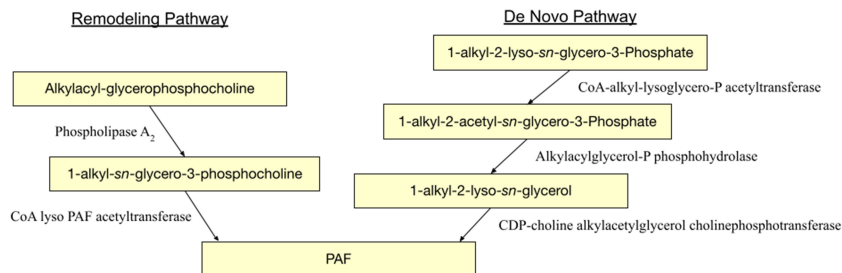 Remodeling Pathway
Alkylacyl-glycerophosphocholine
Phospholipase A2
1-alkyl-sn-glycero-3-phosphocholine
CoA lyso PAF acetyltransferase
De Novo Pathway
1-alkyl-2-lyso-sn-glycero-3-Phosphate
CoA-alkyl-lysoglycero-P acetyltransferase
1-alkyl-2-acetyl-sn-glycero-3-Phosphate
Alkylacylglycerol-P phosphohydrolase
1-alkyl-2-lyso-sn-glycerol
CDP-choline alkylacetylglycerol cholinephosphotransferase
PAF